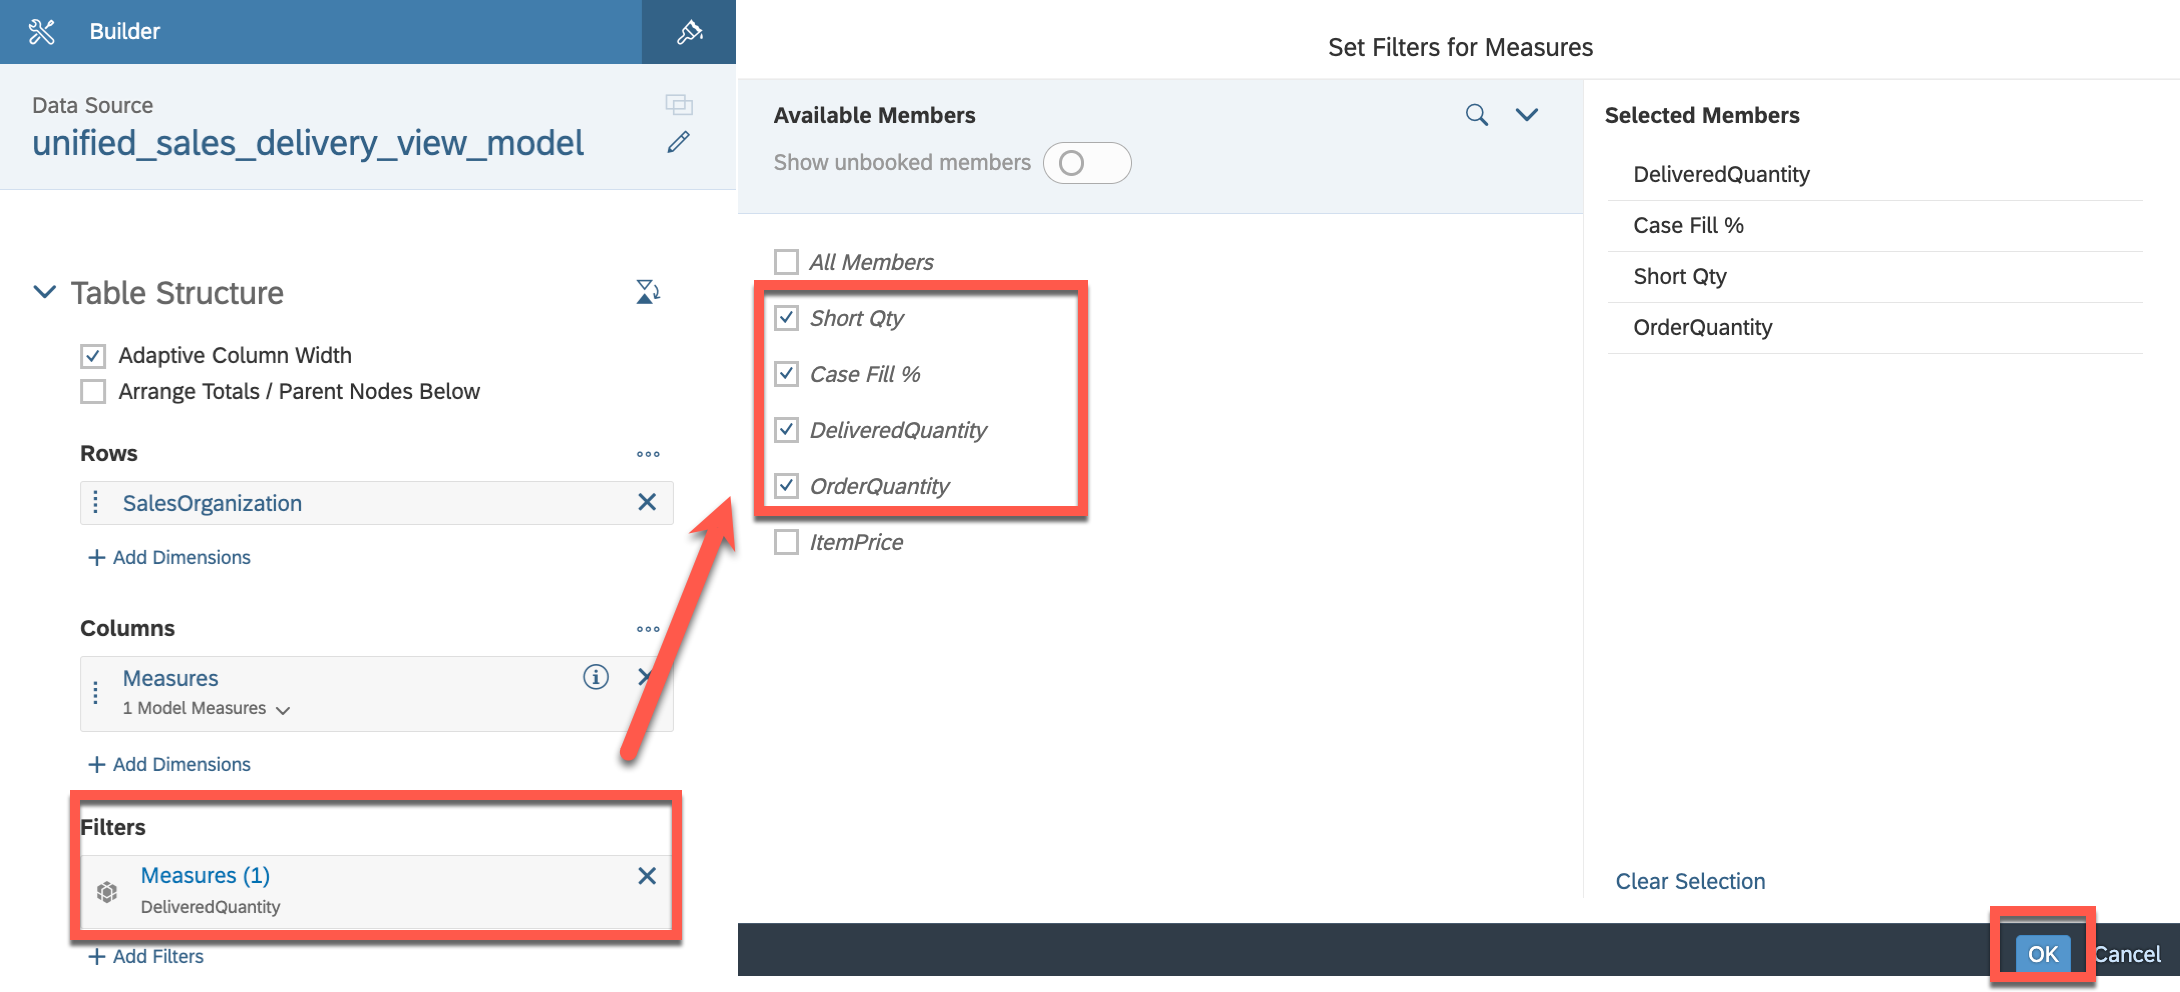 Builder
Data Source
unified_sales_delivery_view_model
Table Structure
Adaptive Column Width
Arrange Totals / Parent Nodes Below
Rows
SalesOrganization
Add Dimensions
Columns
Measures
1 Model Measures
Add Dimensions
Filters
Measures (1)
DeliveredQuantity
Add Filters
Set Filters for Measures
Available Members
Show unbooked members
All Members
Short Qty
Case Fill %
DeliveredQuantity
OrderQuantity
ItemPrice
Selected Members
DeliveredQuantity
Case Fill %
Short Qty
OrderQuantity
Clear Selection
OK
Cancel